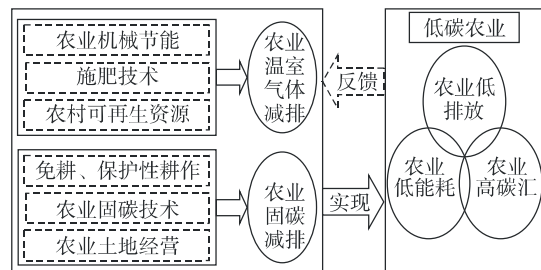 农业机械节能
施肥技术
农村可再生资源
农业
温室
气体
减排
免耕、保护性耕作
农业固碳技术
农业土地经营
农业
固碳
减排
反馈
实现
低碳农业
农业低
排放
农业
低能耗
农业
高碳汇